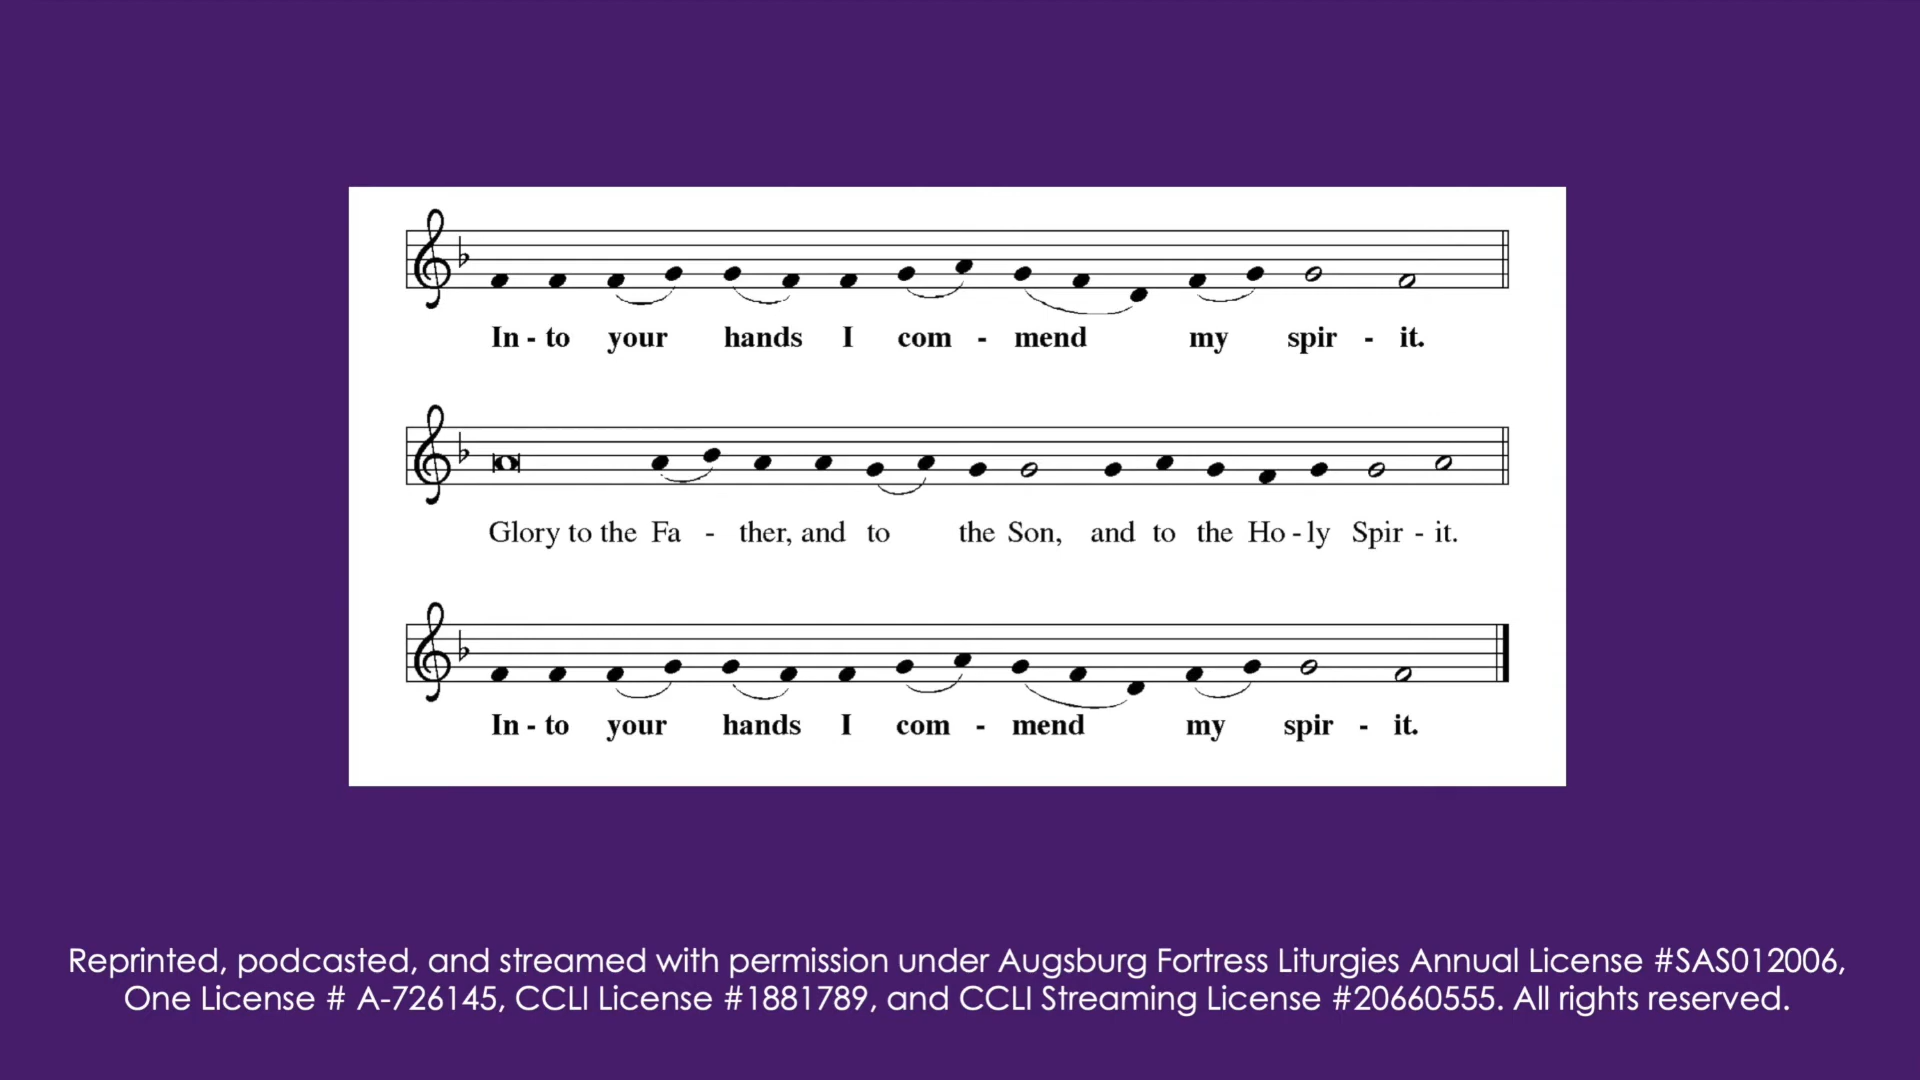 In - to your hands I com - mend my spir - it.
Glory to the Fa - ther, and to the Son, and to the Ho - ly Spir - it.
In - to your hands I com - mend my spir - it.
Reprinted, podcasted, and streamed with permission under Augsburg Fortress Liturgies Annual License #SAS012006,
One License # A-726145, CCLI License #1881789, and CCLI Streaming License #20660555. All rights reserved.